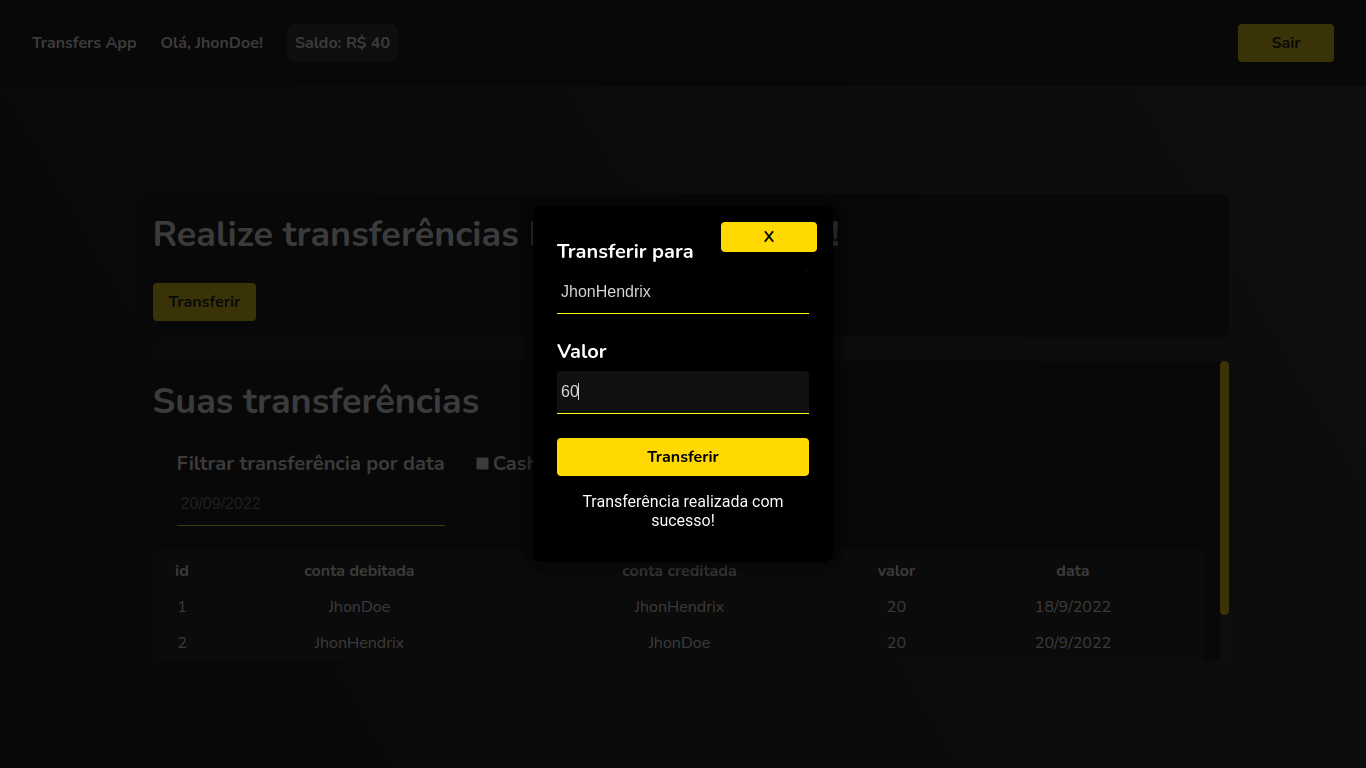 Transfers App Olá, JhonDoe! Saldo: R$ 40 Sair
Realize transferências !
Transferir
X
Transferir para
JhonHendrix
Valor
60
Transferir
Transferência realizada com
sucesso!
Suas transferências
Filtrar transferência por data Cash
20/09/2022
id conta debitada conta creditada valor data
1 JhonDoe JhonHendrix 20 18/9/2022
2 JhonHendrix JhonDoe 20 20/9/2022